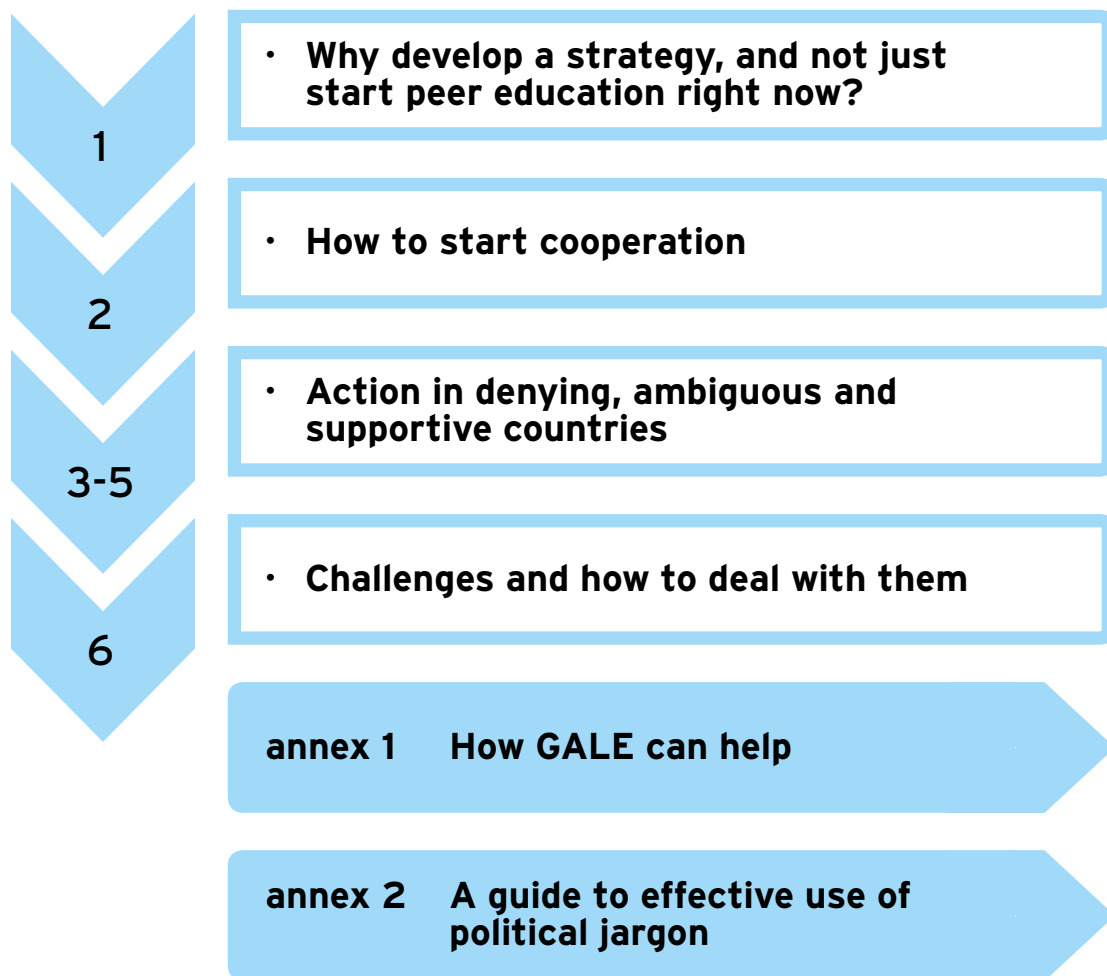 1
· Why develop a strategy, and not just
start peer education right now?
2
· How to start cooperation
3-5
· Action in denying, ambiguous and
supportive countries
6
· Challenges and how to deal with them
annex 1 How GALE can help
annex 2 A guide to effective use of
political jargon